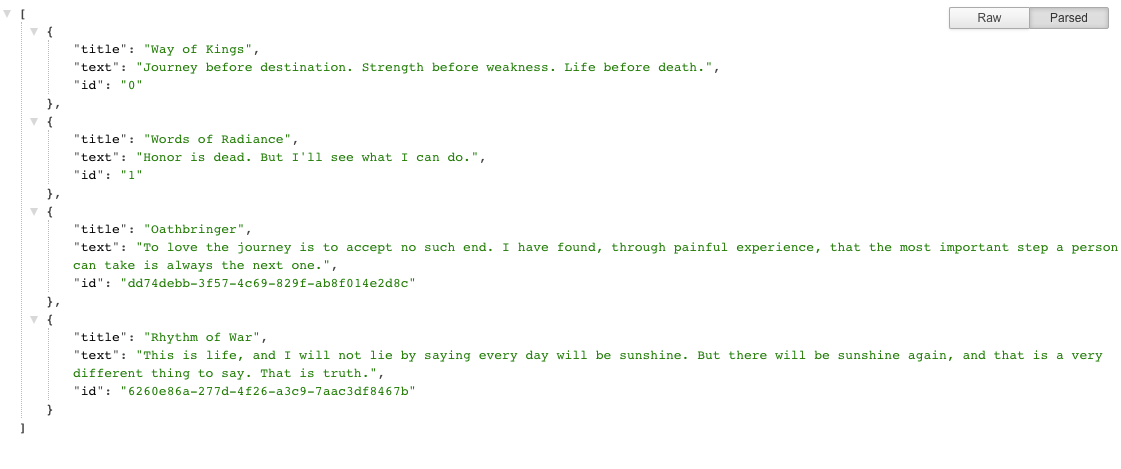 [
Raw Parsed
{
"title": "Way of Kings",
"text": "Journey before destination. Strength before weakness. Life before death.",
"id": "0"
},
{
"title": "Words of Radiance",
"text": "Honor is dead. But I'll see what I can do.",
"id": "1"
},
{
"title": "Oathbringer",
"text": "To love the journey is to accept no such end. I have found, through painful experience, that the most important step a person
can take is always the next one.",
"id": "dd74debb-3f57-4c69-829f-ab8f014e2d8c"
},
{
"title": "Rhythm of War",
"text": "This is life, and I will not lie by saying every day will be sunshine. But there will be sunshine again, and that is a very
different thing to say. That is truth.",
"id": "6260e86a-277d-4f26-a3c9-7aac3df8467b"
}
]